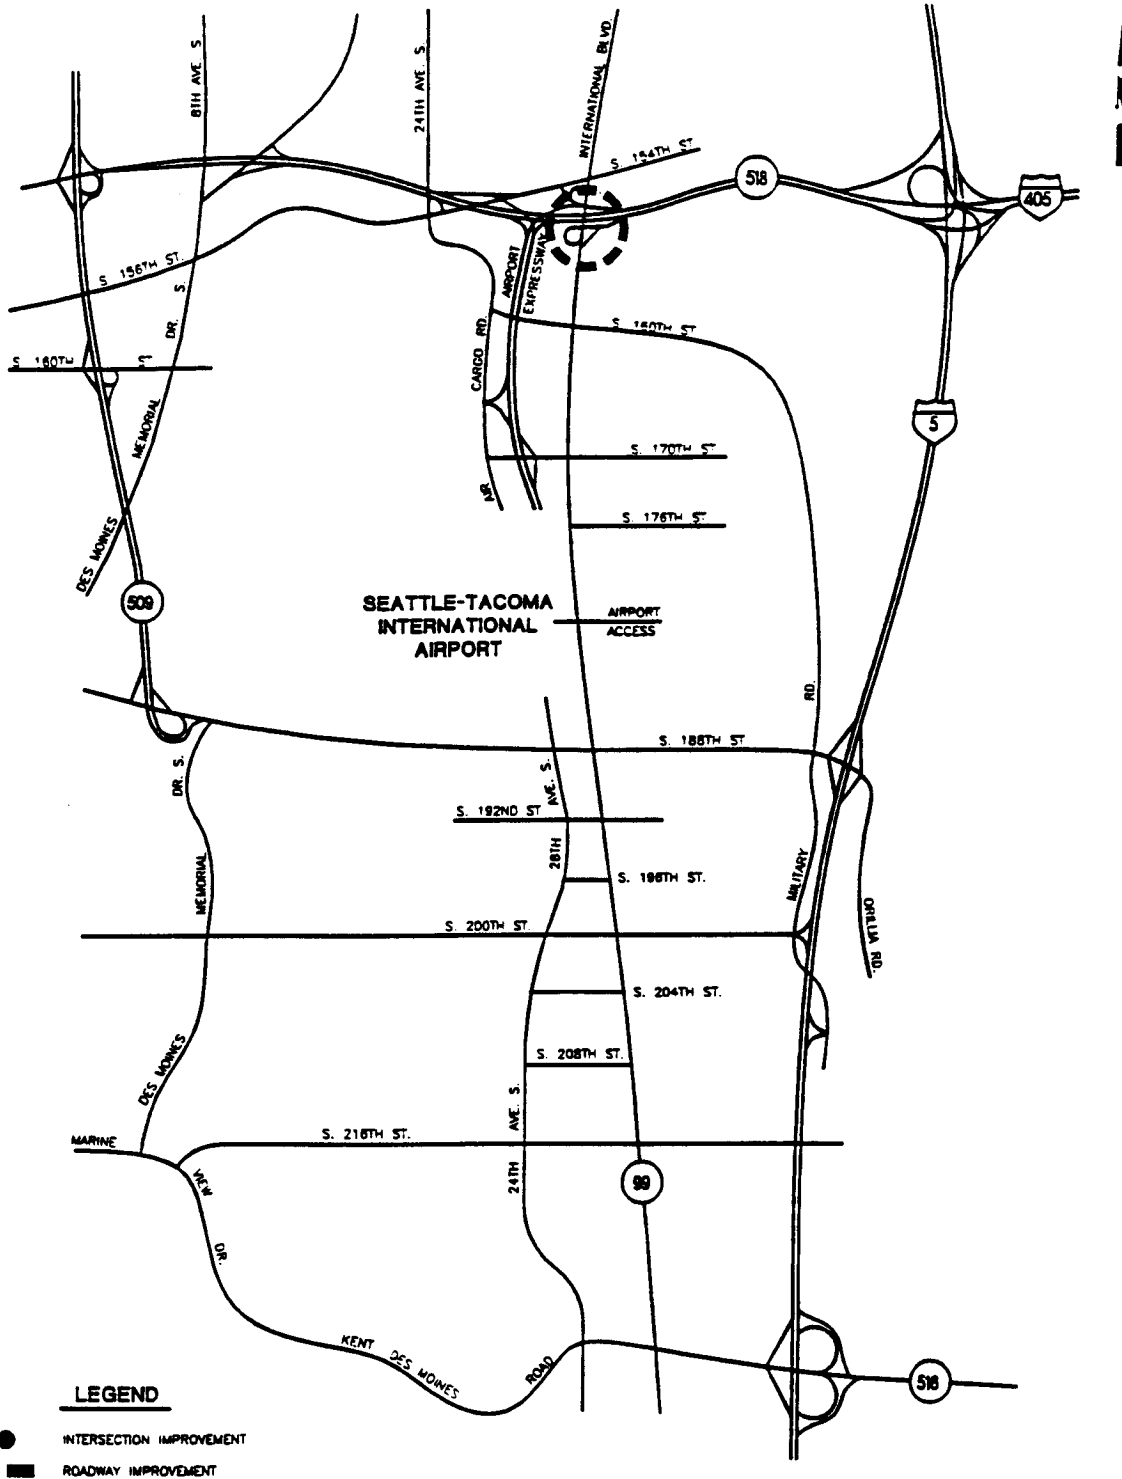 8TH AVE S
24TH AVE. S.
INTERNATIONAL BLVD.
S. 154TH ST
518
405
S 156TH ST.
AIRPORT
EXPRESSWAY
S. 160TH ST
S 160TH ST
MEMORIAL DR. S.
AIR CARGO RD.
5
S. 170TH ST
S. 176TH ST
DES MOINES
509
SEATTLE-TACOMA
INTERNATIONAL
AIRPORT
AIRPORT
ACCESS
RD.
S. 188TH ST
DR. S.
28TH AVE. S.
S. 192ND ST
MEMORIAL
MILITARY
S. 196TH ST.
ORILLIA RD.
S. 200TH ST.
S. 204TH ST.
DES MOINES
S. 208TH ST.
24TH AVE. S.
MARINE
S. 216TH ST.
VIEW
99
DR.
KENT DES MOINES ROAD
516
LEGEND
INTERSECTION IMPROVEMENT
ROADWAY IMPROVEMENT